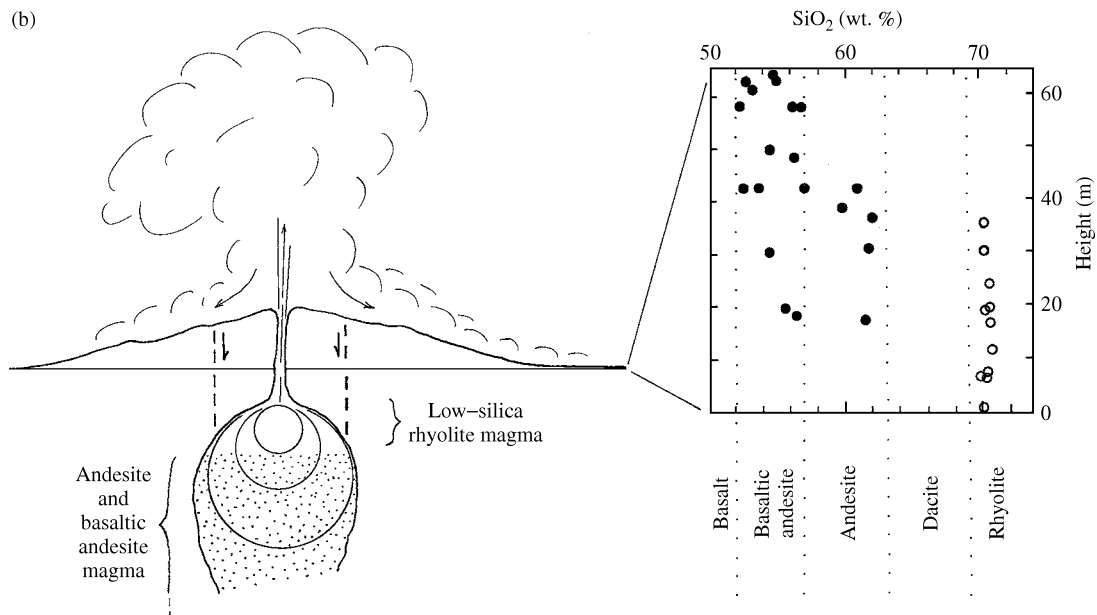 (b)
SiO2 (wt. %)
50 60 70
60
40
20
0
Height (m)
Low–silica
rhyolite magma
Andesite
and
basaltic
andesite
magma
Basalt
Basaltic
andesite
Andesite
Dacite
Rhyolite